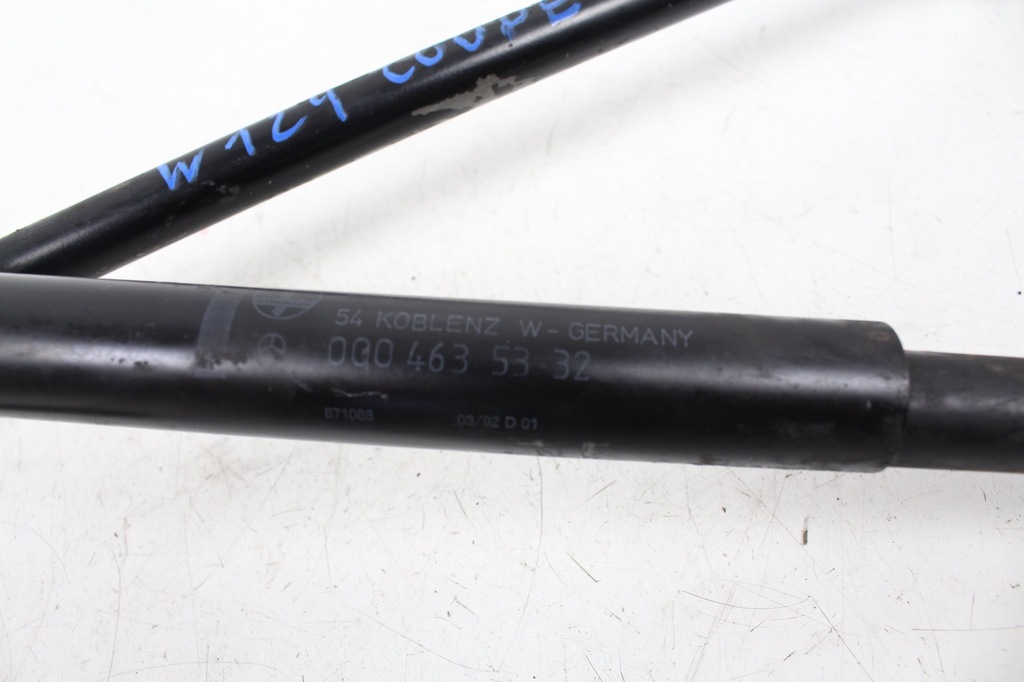 W124 COUPE
54 KOBLENZ W-GERMANY
000 463 53 32
671088
03/92 D 01